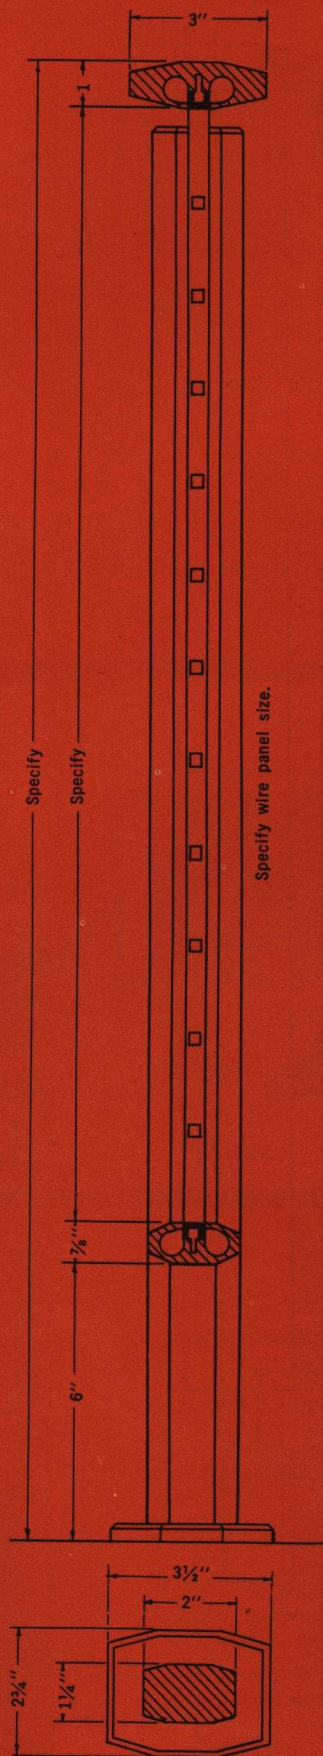 3"
1
Specify
Specify
Specify wire panel size.
7/8"
6"
3½"
2"
2¾"
1¼"